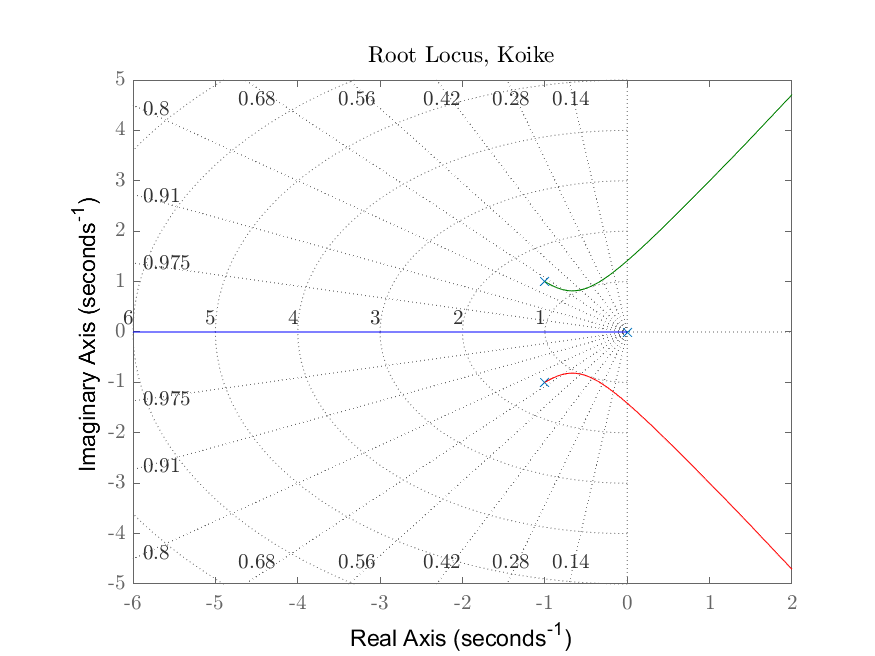 Root Locus, Koike
5
4
3
2
1
0
-1
-2
-3
-4
-5
0.68 0.56 0.42 0.28 0.14
0.8
0.91
0.975
6 5 4 3 2 1
0.975
0.91
0.8
0.68 0.56 0.42 0.28 0.14
-6 -5 -4 -3 -2 -1 0 1 2
Imaginary Axis (seconds-1)
Real Axis (seconds-1)